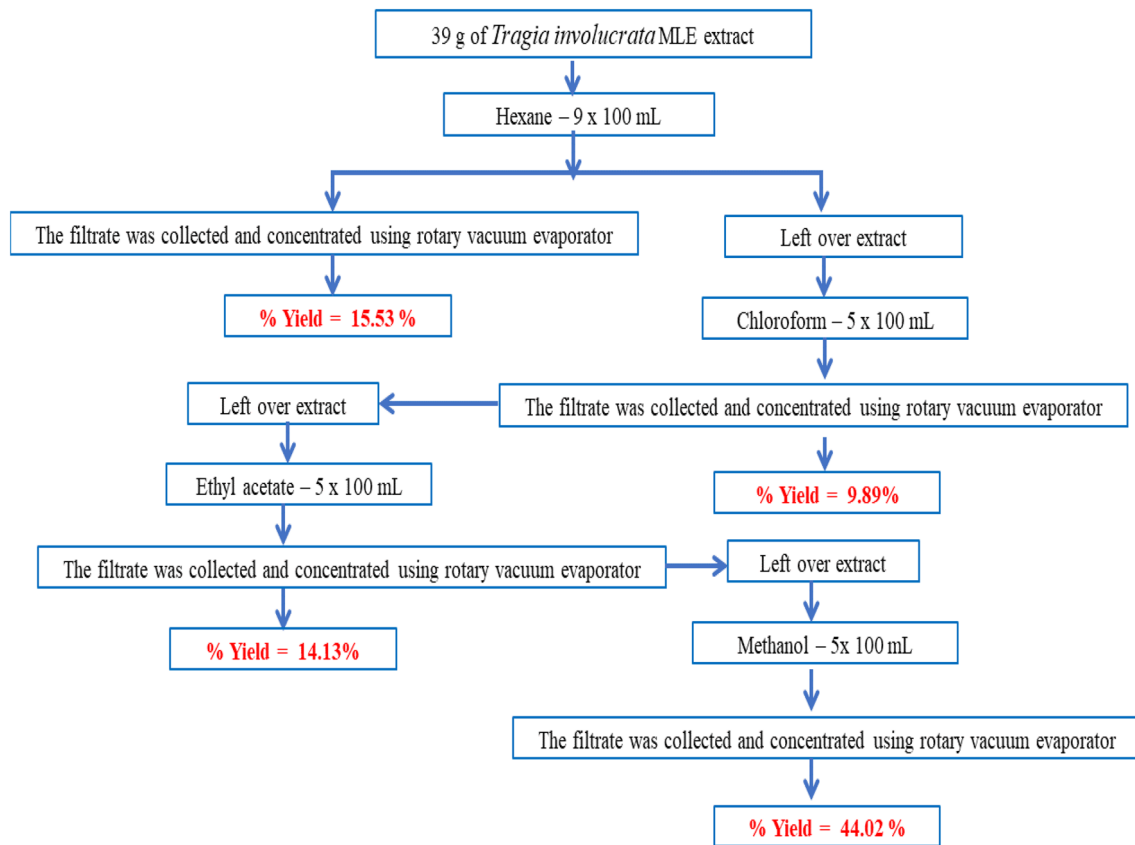 39 g of Tragia involucrata MLE extract
Hexane – 9 x 100 mL
The filtrate was collected and concentrated using rotary vacuum evaporator
Left over extract
% Yield = 15.53 %
Chloroform – 5 x 100 mL
Left over extract
The filtrate was collected and concentrated using rotary vacuum evaporator
Ethyl acetate – 5 x 100 mL
% Yield = 9.89%
The filtrate was collected and concentrated using rotary vacuum evaporator
Left over extract
% Yield = 14.13%
Methanol – 5x 100 mL
The filtrate was collected and concentrated using rotary vacuum evaporator
% Yield = 44.02 %